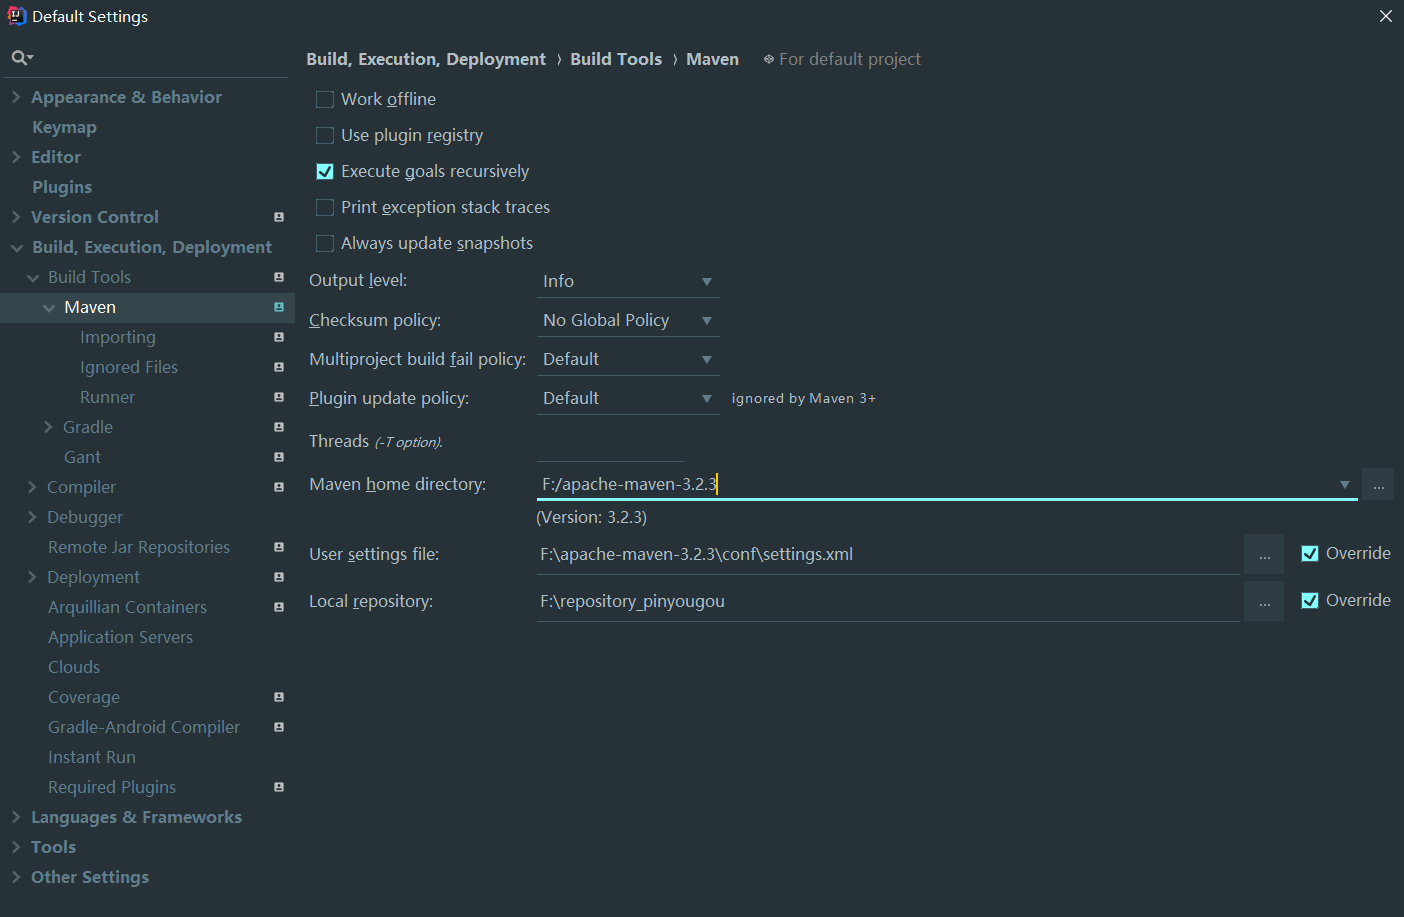 Default Settings
Build, Execution, Deployment › Build Tools › Maven For default project
Appearance & Behavior
Keymap
Editor
Plugins
Version Control
Build, Execution, Deployment
Build Tools
Maven
Importing
Ignored Files
Runner
Gradle
Gant
Compiler
Debugger
Remote Jar Repositories
Deployment
Arquillian Containers
Application Servers
Clouds
Coverage
Gradle-Android Compiler
Instant Run
Required Plugins
Languages & Frameworks
Tools
Other Settings
Work offline
Use plugin registry
Execute goals recursively
Print exception stack traces
Always update snapshots
Output level: Info
Checksum policy: No Global Policy
Multiproject build fail policy: Default
Plugin update policy: Default ignored by Maven 3+
Threads (-T option).
Maven home directory: F:/apache-maven-3.2.3 ...
(Version: 3.2.3)
User settings file: F:\apache-maven-3.2.3\conf\settings.xml ... Override
Local repository: F:\repository_pinyougou ... Override